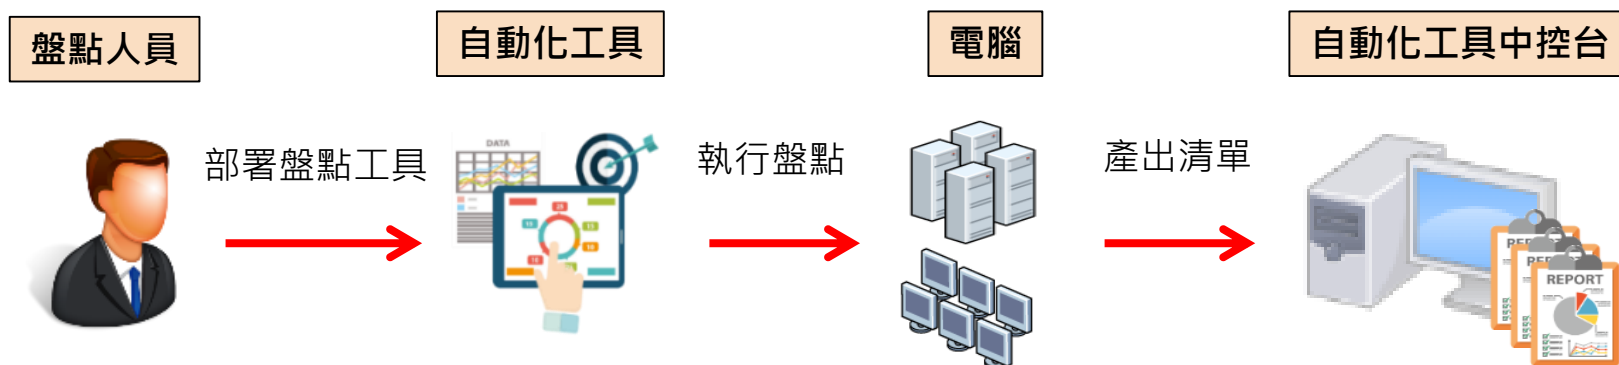 盤點人員
自動化工具
電腦
自動化工具中控台
部署盤點工具
執行盤點
產出清單
DATA
REPORT